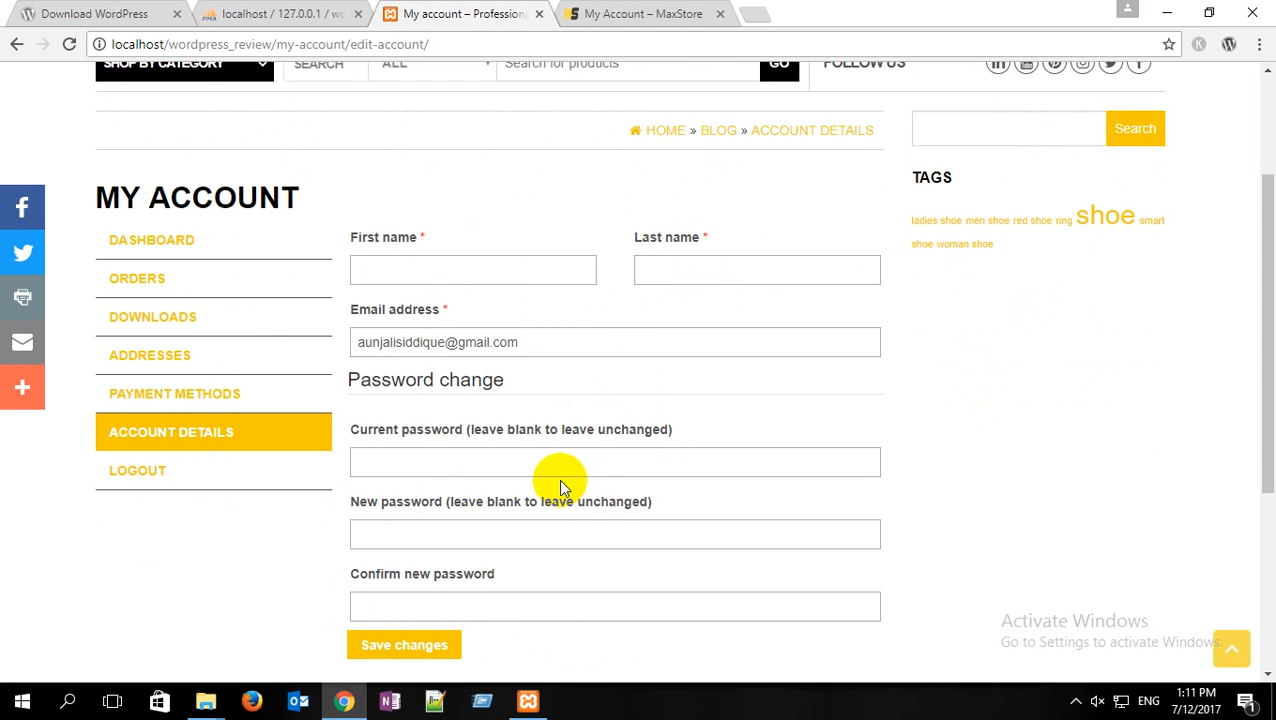 Download WordPress
localhost / 127.0.0.1 / wc
My account – Profession
My Account – MaxStore
localhost/wordpress_review/my-account/edit-account/
SHOP BY CATEGORY
SEARCH
ALL
Search for products
GO
FOLLOW US
HOME » BLOG » ACCOUNT DETAILS
Search
MY ACCOUNT
TAGS
ladies shoe men shoe red shoe ring shoe smart
shoe woman shoe
DASHBOARD
ORDERS
DOWNLOADS
ADDRESSES
PAYMENT METHODS
ACCOUNT DETAILS
LOGOUT
First name *
Last name *
Email address *
aunjalisiddique@gmail.com
Password change
Current password (leave blank to leave unchanged)
New password (leave blank to leave unchanged)
Confirm new password
Save changes
Activate Windows
Go to Settings to activate Windows.
ENG
1:11 PM
7/12/2017